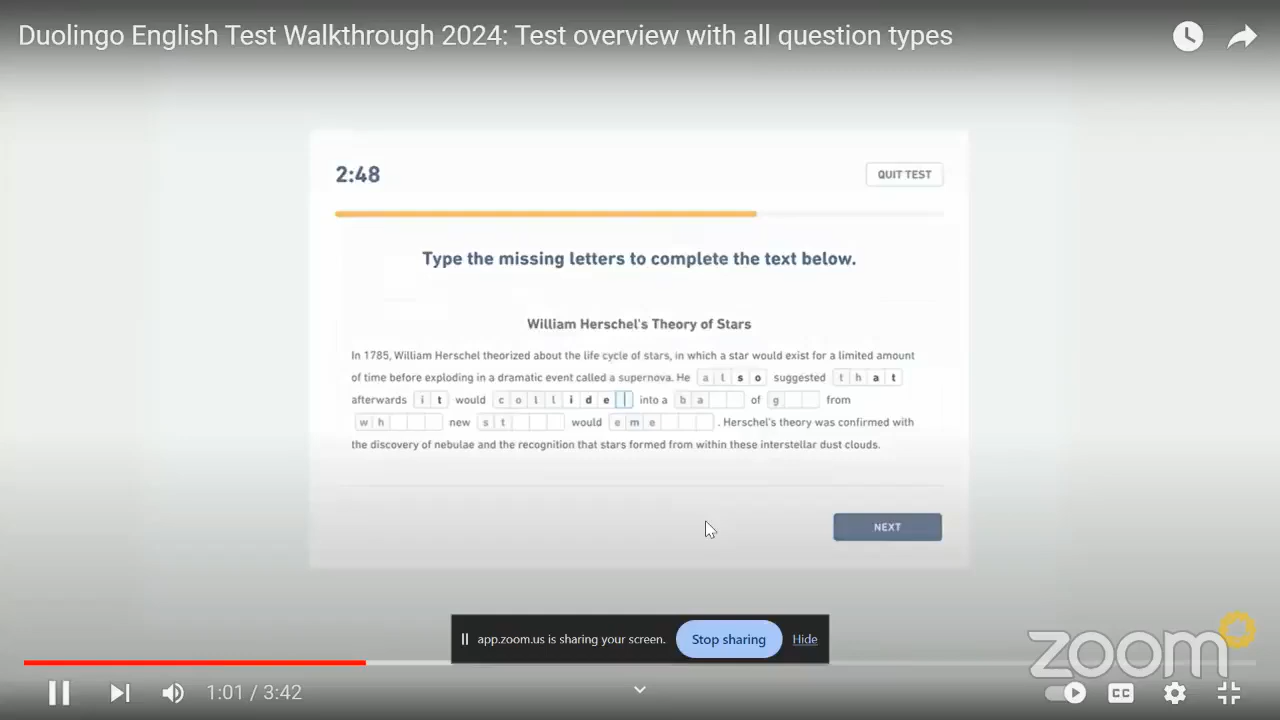 Duolingo English Test Walkthrough 2024: Test overview with all question types
2:48
QUIT TEST
Type the missing letters to complete the text below.
William Herschel's Theory of Stars
In 1785, William Herschel theorized about the life cycle of stars, in which a star would exist for a limited amount
of time before exploding in a dramatic event called a supernova. He also suggested that
afterwards it would collide into a ba of g from
wh new st would eme . Herschel's theory was confirmed with
the discovery of nebulae and the recognition that stars formed from within these interstellar dust clouds.
NEXT
app.zoom.us is sharing your screen. Stop sharing Hide
zoom
1:01 / 3:42
CC